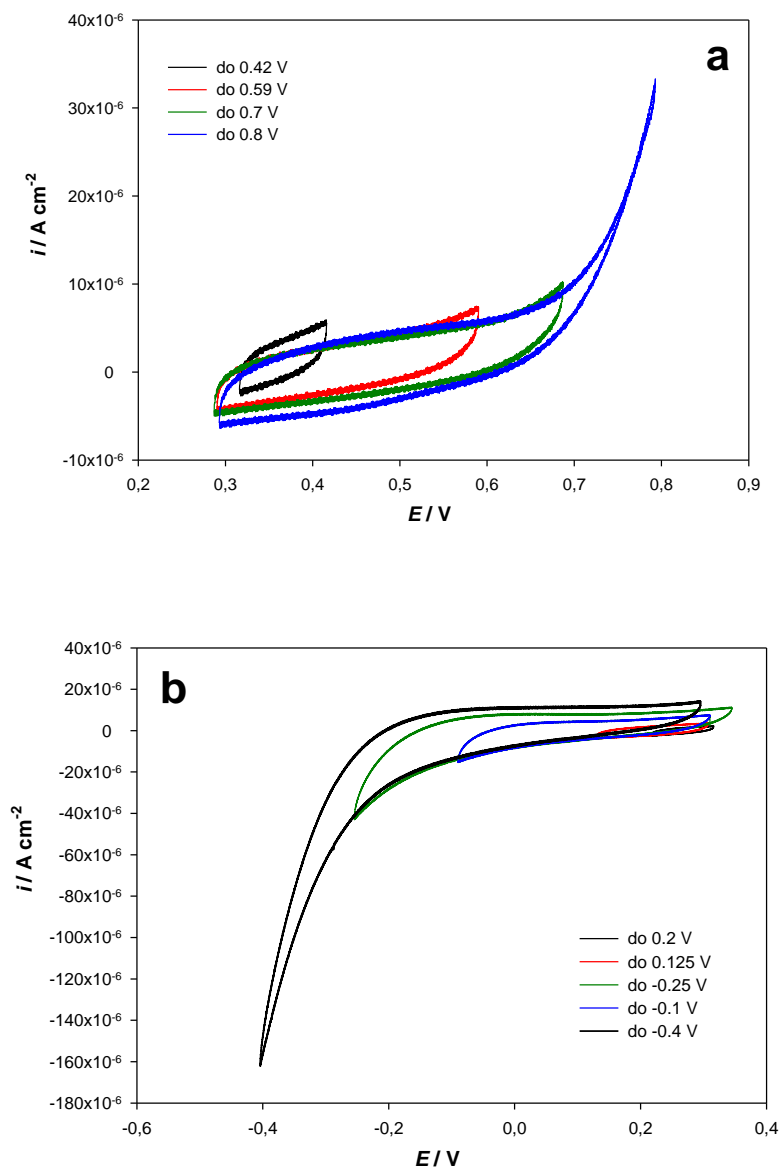 40x10⁻⁶
a
do 0.42 V
do 0.59 V
do 0.7 V
do 0.8 V
30x10⁻⁶
20x10⁻⁶
10x10⁻⁶
0
-10x10⁻⁶
i / A cm⁻²
0,2 0,3 0,4 0,5 0,6 0,7 0,8 0,9
E / V
40x10⁻⁶
b
20x10⁻⁶
0
-20x10⁻⁶
-40x10⁻⁶
-60x10⁻⁶
-80x10⁻⁶
-100x10⁻⁶
-120x10⁻⁶
-140x10⁻⁶
-160x10⁻⁶
-180x10⁻⁶
i / A cm⁻²
do 0.2 V
do 0.125 V
do -0.25 V
do -0.1 V
do -0.4 V
-0,6 -0,4 -0,2 0,0 0,2 0,4
E / V